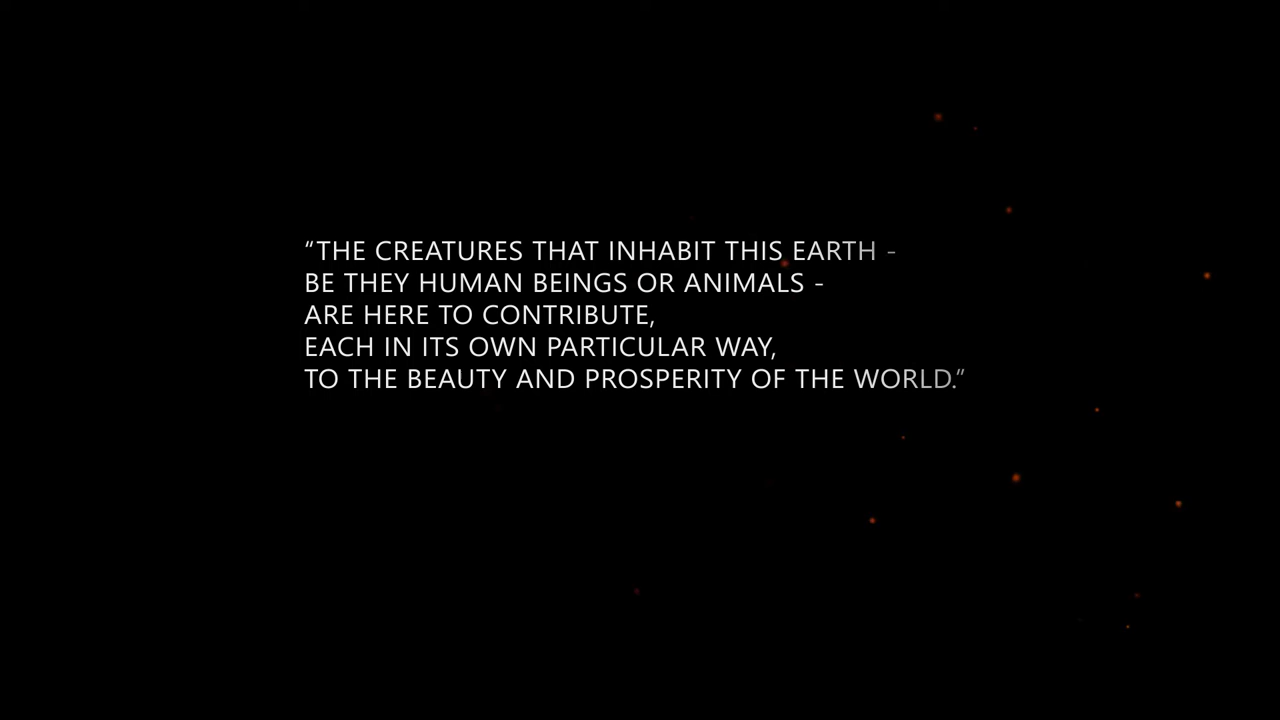 “THE CREATURES THAT INHABIT THIS EARTH -
BE THEY HUMAN BEINGS OR ANIMALS -
ARE HERE TO CONTRIBUTE,
EACH IN ITS OWN PARTICULAR WAY,
TO THE BEAUTY AND PROSPERITY OF THE WORLD.”